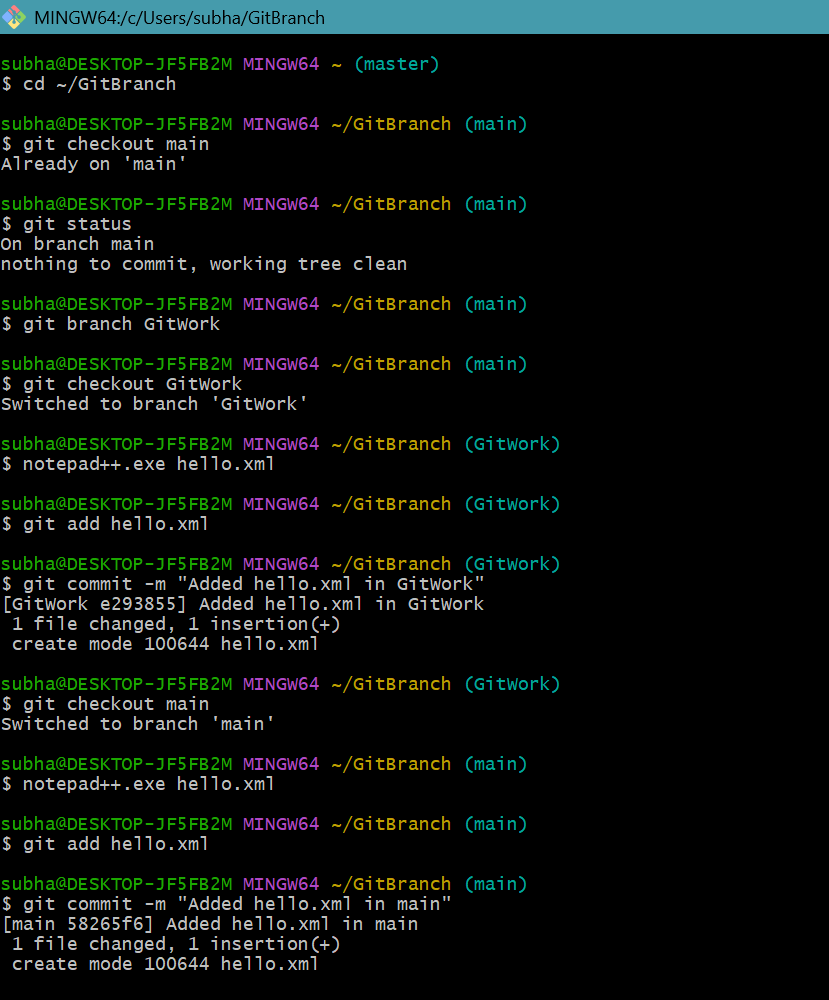 MINGW64:/c/Users/subha/GitBranch
subha@DESKTOP-JF5FB2M MINGW64 ~ (master)
$ cd ~/GitBranch
subha@DESKTOP-JF5FB2M MINGW64 ~/GitBranch (main)
$ git checkout main
Already on 'main'
subha@DESKTOP-JF5FB2M MINGW64 ~/GitBranch (main)
$ git status
On branch main
nothing to commit, working tree clean
subha@DESKTOP-JF5FB2M MINGW64 ~/GitBranch (main)
$ git branch GitWork
subha@DESKTOP-JF5FB2M MINGW64 ~/GitBranch (main)
$ git checkout GitWork
Switched to branch 'GitWork'
subha@DESKTOP-JF5FB2M MINGW64 ~/GitBranch (GitWork)
$ notepad++.exe hello.xml
subha@DESKTOP-JF5FB2M MINGW64 ~/GitBranch (GitWork)
$ git add hello.xml
subha@DESKTOP-JF5FB2M MINGW64 ~/GitBranch (GitWork)
$ git commit -m "Added hello.xml in GitWork"
[GitWork e293855] Added hello.xml in GitWork
 1 file changed, 1 insertion(+)
 create mode 100644 hello.xml
subha@DESKTOP-JF5FB2M MINGW64 ~/GitBranch (GitWork)
$ git checkout main
Switched to branch 'main'
subha@DESKTOP-JF5FB2M MINGW64 ~/GitBranch (main)
$ notepad++.exe hello.xml
subha@DESKTOP-JF5FB2M MINGW64 ~/GitBranch (main)
$ git add hello.xml
subha@DESKTOP-JF5FB2M MINGW64 ~/GitBranch (main)
$ git commit -m "Added hello.xml in main"
[main 58265f6] Added hello.xml in main
 1 file changed, 1 insertion(+)
 create mode 100644 hello.xml